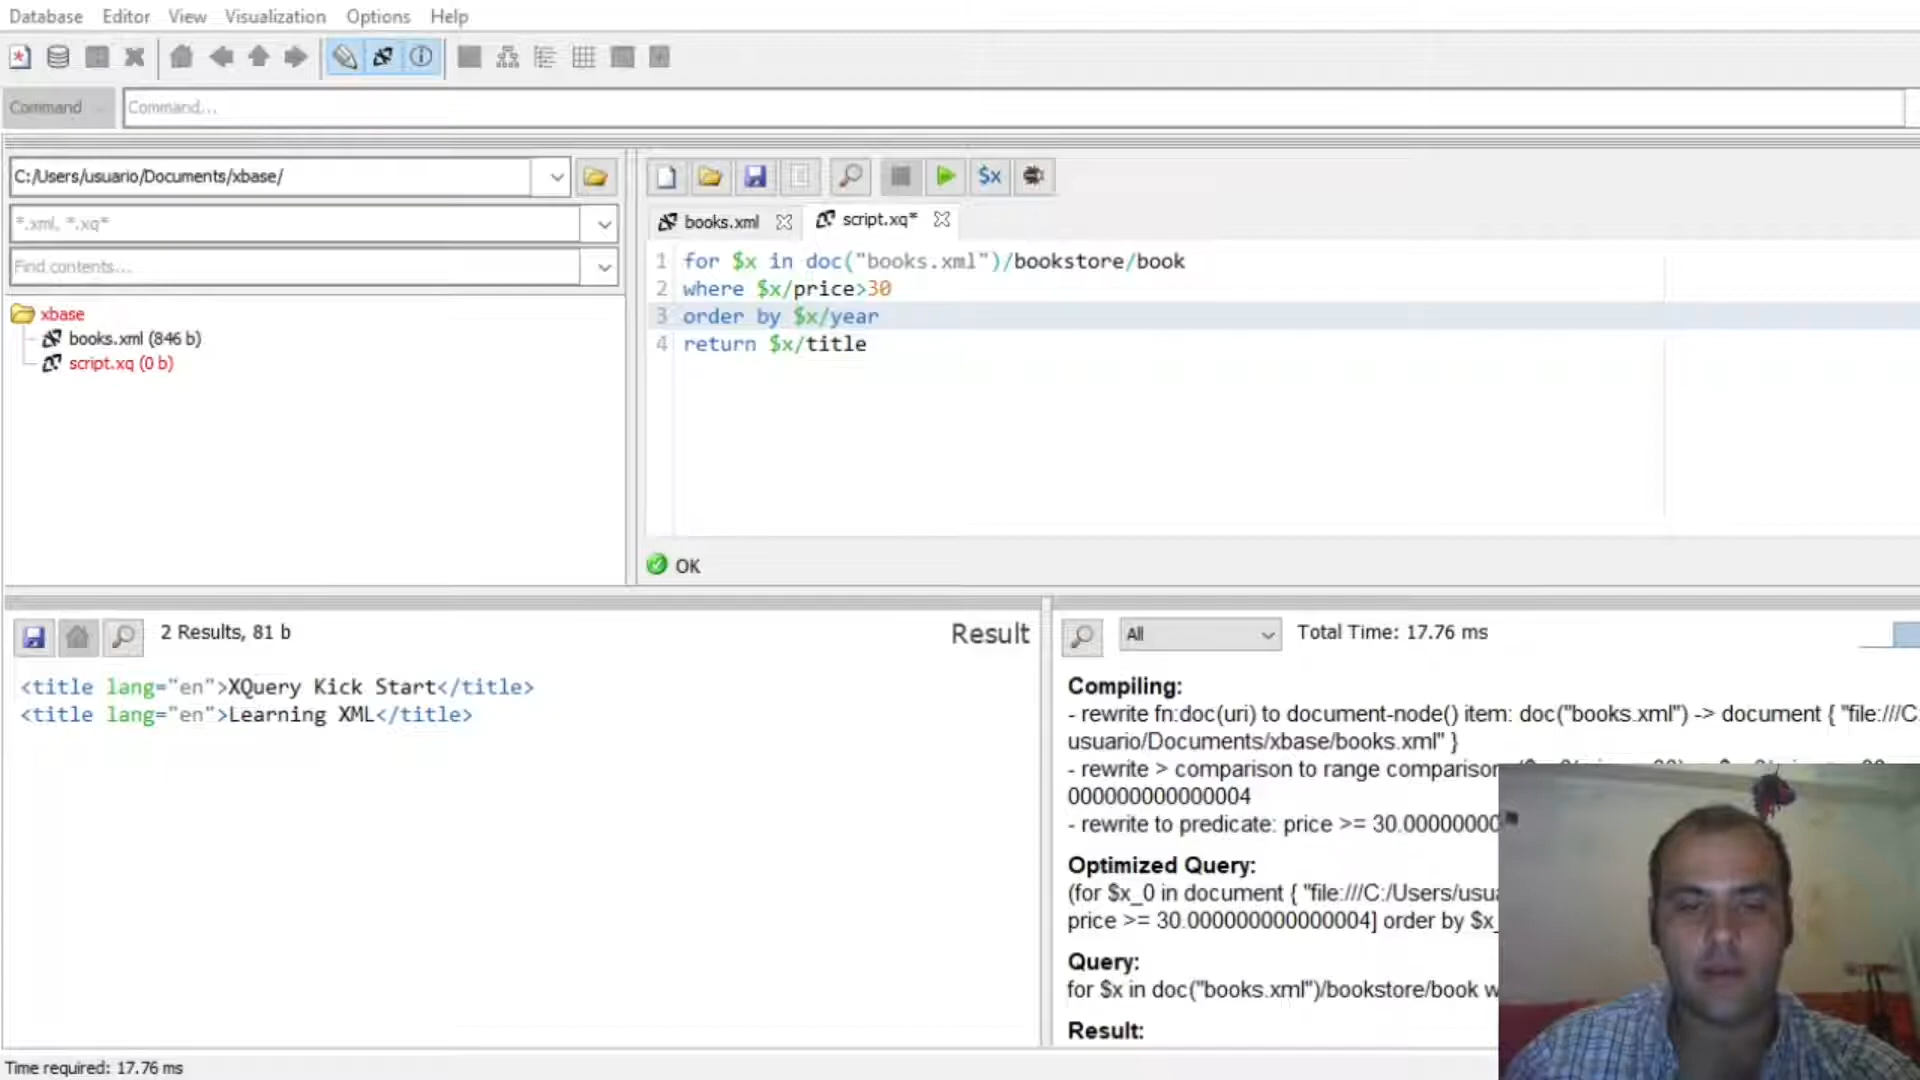 Database Editor View Visualization Options Help
Command Command...
C:/Users/usuario/Documents/xbase/
*.xml, *.xq*
Find contents...
xbase
books.xml (846 b)
script.xq (0 b)
$x
books.xml script.xq*
1 for $x in doc("books.xml")/bookstore/book
2 where $x/price>30
3 order by $x/year
4 return $x/title
OK
2 Results, 81 b Result
<title lang="en">XQuery Kick Start</title>
<title lang="en">Learning XML</title>
All Total Time: 17.76 ms
Compiling:
- rewrite fn:doc(uri) to document-node() item: doc("books.xml") -> document { "file:///C:
usuario/Documents/xbase/books.xml" }
- rewrite > comparison to range comparison
000000000000004
- rewrite to predicate: price >= 30.00000000
Optimized Query:
(for $x_0 in document { "file:///C:/Users/usua
price >= 30.000000000000004] order by $x_
Query:
for $x in doc("books.xml")/bookstore/book w
Result:
Time required: 17.76 ms